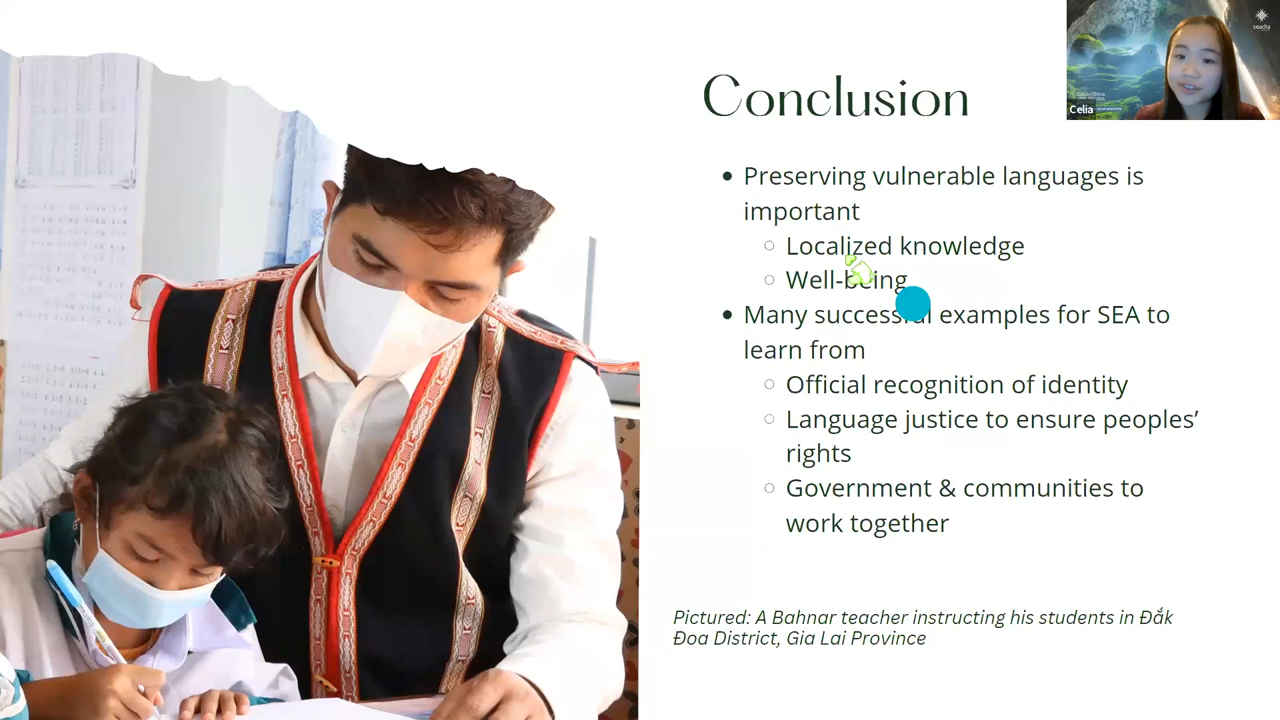 Conclusion
seacha
Celia
Preserving vulnerable languages is
important
Localized knowledge
Well-being
Many successful examples for SEA to
learn from
Official recognition of identity
Language justice to ensure peoples’
rights
Government & communities to
work together
Pictured: A Bahnar teacher instructing his students in Đắk
Đoa District, Gia Lai Province